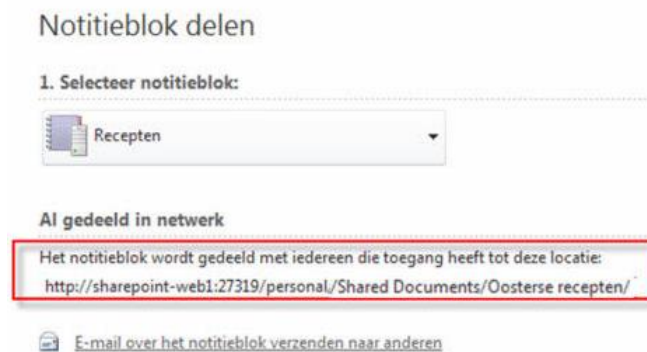 Notitieblok delen
1. Selecteer notitieblok:
Recepten
Al gedeeld in netwerk
Het notitieblok wordt gedeeld met iedereen die toegang heeft tot deze locatie:
http://sharepoint-web1:27319/personal,/Shared Documents/Oosterse recepten/
E-mail over het notitieblok verzenden naar anderen